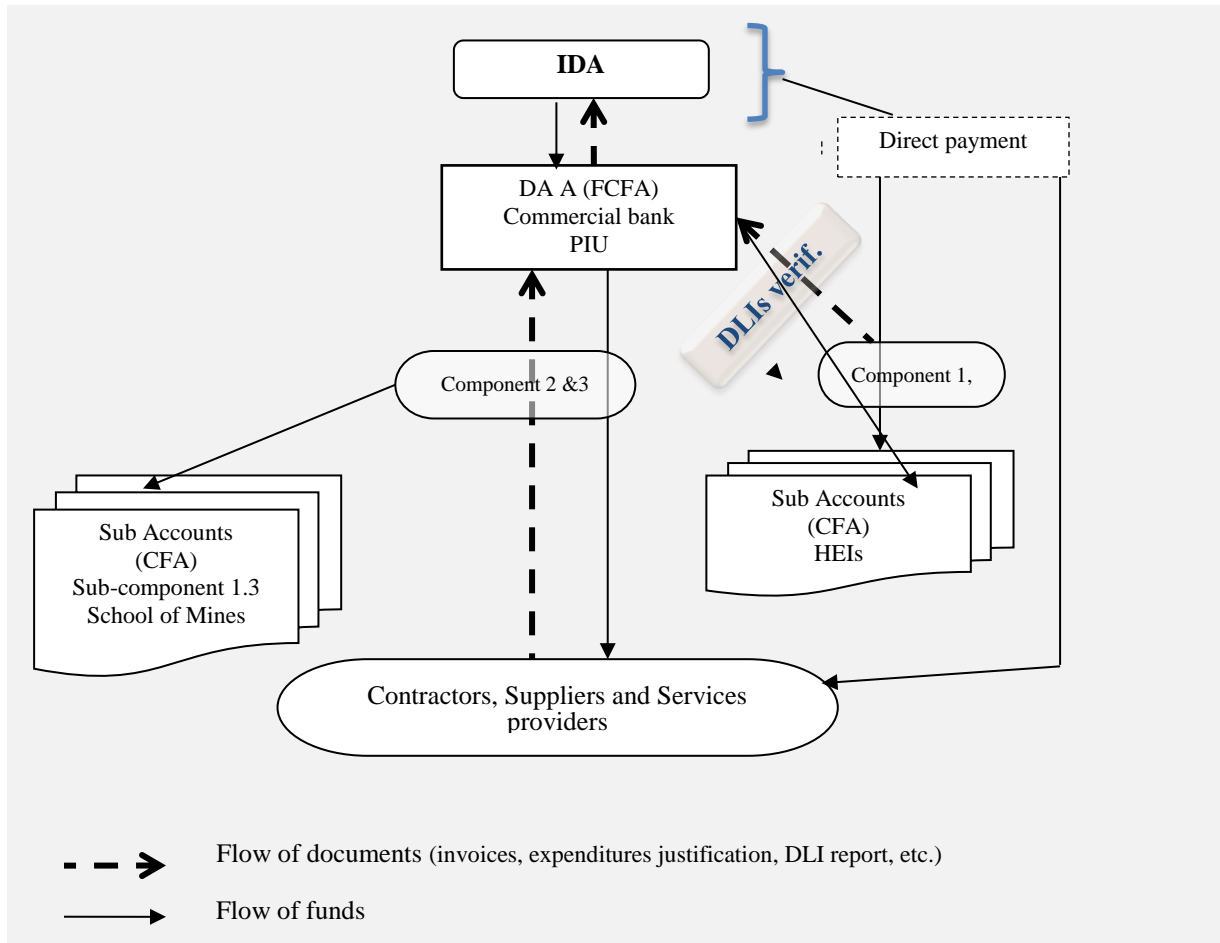 IDA
Direct payment
DA A (FCFA)
Commercial bank
PIU
DLIs verif.
Component 2 &3
Component 1,
Sub Accounts
(CFA)
HEIs
Sub Accounts
(CFA)
Sub-component 1.3
School of Mines
Contractors, Suppliers and Services
providers
Flow of documents (invoices, expenditures justification, DLI report, etc.)
Flow of funds